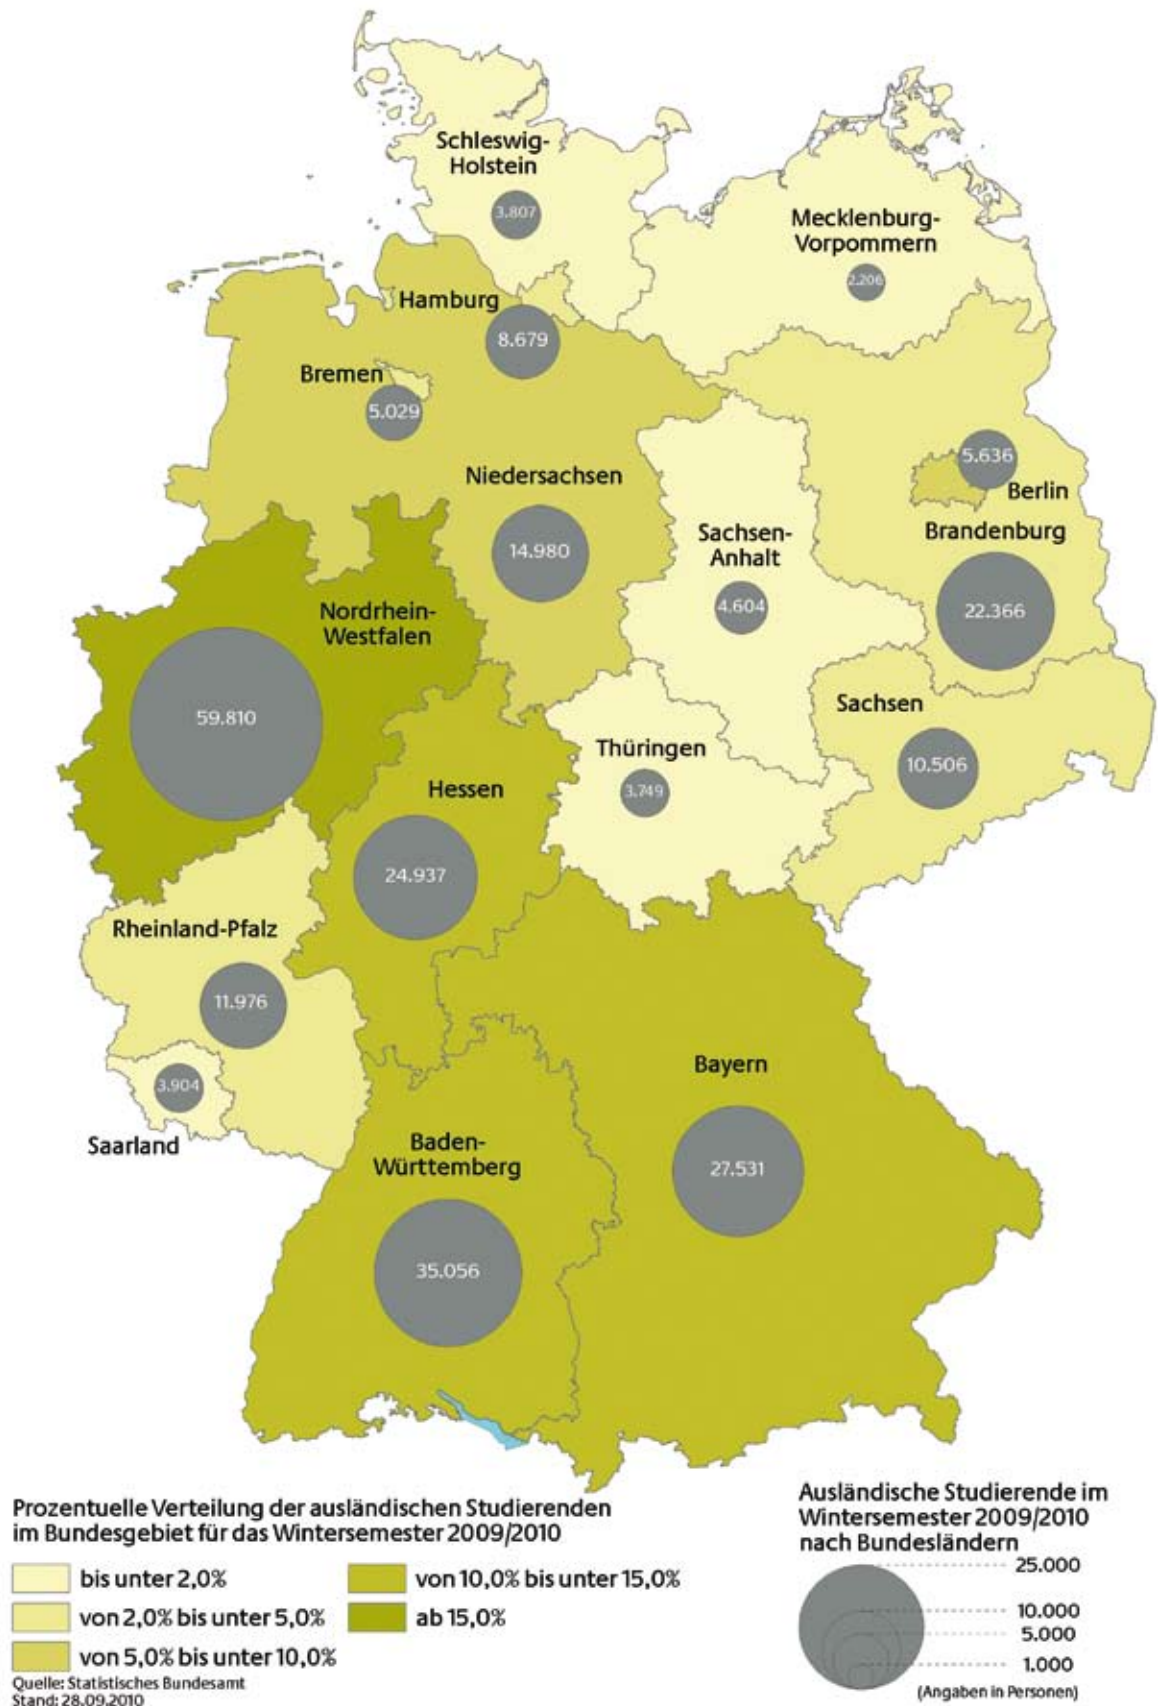 Schleswig-
Holstein
3.807
Mecklenburg-
Vorpommern
2.206
Hamburg
8.679
Bremen
5.029
Niedersachsen
14.980
5.636
Berlin
Brandenburg
22.366
Sachsen-
Anhalt
4.604
Nordrhein-
Westfalen
59.810
Sachsen
10.506
Thüringen
3.749
Hessen
24.937
Rheinland-Pfalz
11.976
3.904
Saarland
Bayern
27.531
Baden-
Württemberg
35.056
Prozentuelle Verteilung der ausländischen Studierenden
im Bundesgebiet für das Wintersemester 2009/2010
bis unter 2,0%
von 2,0% bis unter 5,0%
von 5,0% bis unter 10,0%
von 10,0% bis unter 15,0%
ab 15,0%
Quelle: Statistisches Bundesamt
Stand: 28.09.2010
Ausländische Studierende im
Wintersemester 2009/2010
nach Bundesländern
25.000
10.000
5.000
1.000
(Angaben in Personen)